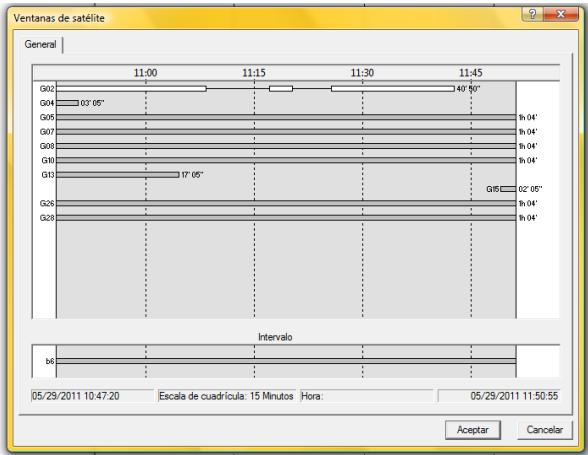 Ventanas de satélite
General
11:00 11:15 11:30 11:45
G02 40' 50"
G04 03' 05"
G05 1h 04'
G07 1h 04'
G08 1h 04'
G10 1h 04'
G13 17' 05"
G15 02' 05"
G26 1h 04'
G28 1h 04'
Intervalo
b6
05/29/2011 10:47:20 Escala de cuadrícula: 15 Minutos Hora: 05/29/2011 11:50:55
Aceptar Cancelar